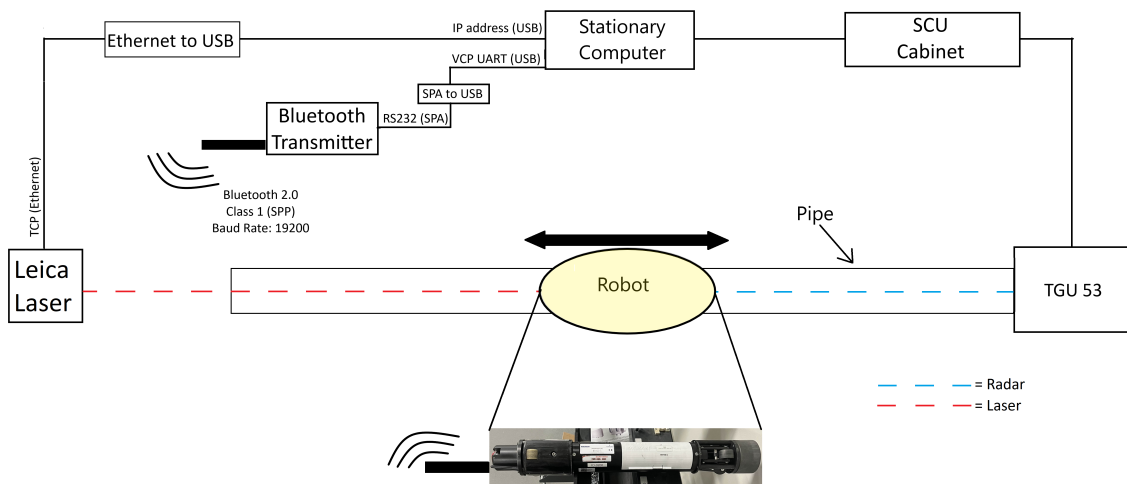 Ethernet to USB
IP address (USB)
Stationary
Computer
SCU
Cabinet
VCP UART (USB)
SPA to USB
Bluetooth
Transmitter
RS232 (SPA)
Bluetooth 2.0
Class 1 (SPP)
Baud Rate: 19200
TCP (Ethernet)
Pipe
Leica
Laser
Robot
TGU 53
= Radar
= Laser